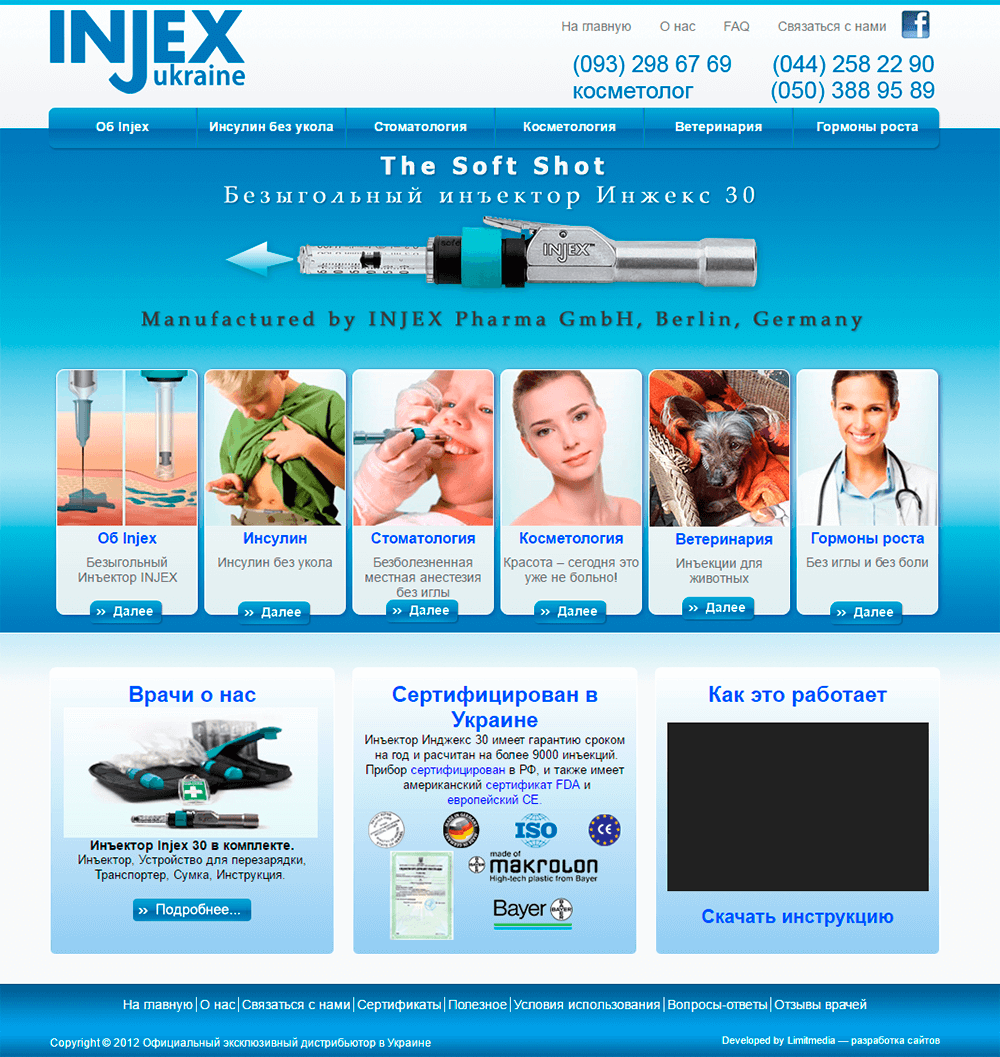 INJEX
ukraine
На главную О нас FAQ Связаться с нами
(093) 298 67 69 (044) 258 22 90
косметолог (050) 388 95 89
Об Injex Инсулин без укола Стоматология Косметология Ветеринария Гормоны роста
The Soft Shot
Безыгольный инъектор Инжекс 30
INJEX™
Manufactured by INJEX Pharma GmbH, Berlin, Germany
Об Injex
Безыгольный
Инъектор INJEX
›› Далее
Инсулин
Инсулин без укола
›› Далее
Стоматология
Безболезненная
местная анестезия
без иглы
›› Далее
Косметология
Красота – сегодня это
уже не больно!
›› Далее
Ветеринария
Инъекции для
животных
›› Далее
Гормоны роста
Без иглы и без боли
›› Далее
Врачи о нас
Инъектор Injex 30 в комплекте.
Инъектор, Устройство для перезарядки,
Транспортер, Сумка, Инструкция.
›› Подробнее...
Сертифицирован в
Украине
Инъектор Инджекс 30 имеет гарантию сроком
на год и расчитан на более 9000 инъекций.
Прибор сертифицирован в РФ, и также имеет
американский сертификат FDA и
европейский CE.
ISO CE
made of
makrolon
High-tech plastic from Bayer
Bayer
Как это работает
Скачать инструкцию
На главную О нас Связаться с нами Сертификаты Полезное Условия использования Вопросы-ответы Отзывы врачей
Copyright © 2012 Официальный эксклюзивный дистрибьютор в Украине Developed by Limitmedia — разработка сайтов